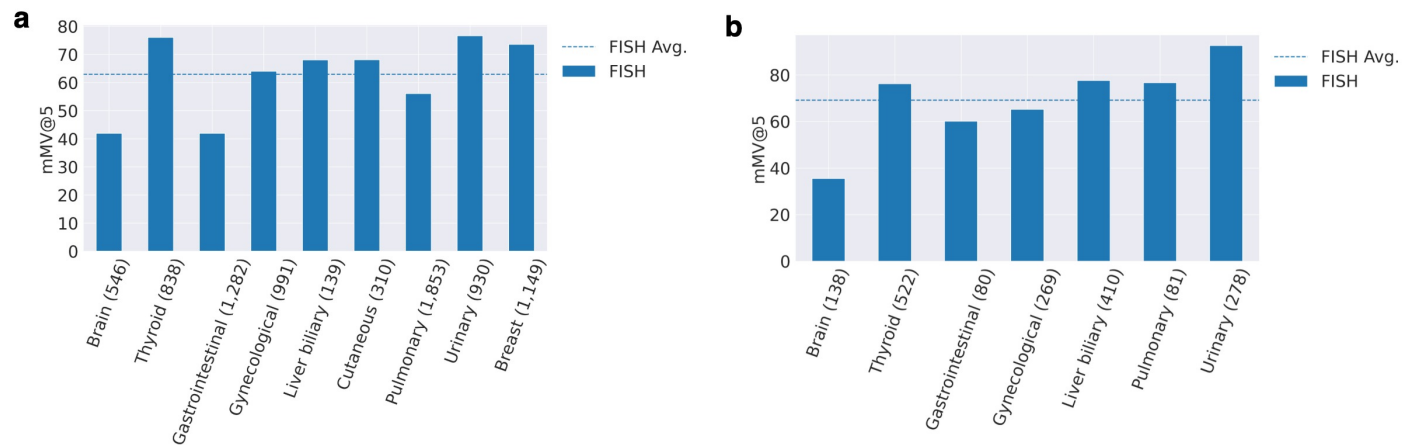 a
mMV@5
80
70
60
50
40
30
20
10
0
Brain (546)
Thyroid (838)
Gastrointestinal (1,282)
Gynecological (991)
Liver biliary (139)
Cutaneous (310)
Pulmonary (1,853)
Urinary (930)
Breast (1,149)
FISH Avg.
FISH
b
mMV@5
80
60
40
20
0
Brain (138)
Thyroid (522)
Gastrointestinal (80)
Gynecological (269)
Liver biliary (410)
Pulmonary (81)
Urinary (278)
FISH Avg.
FISH